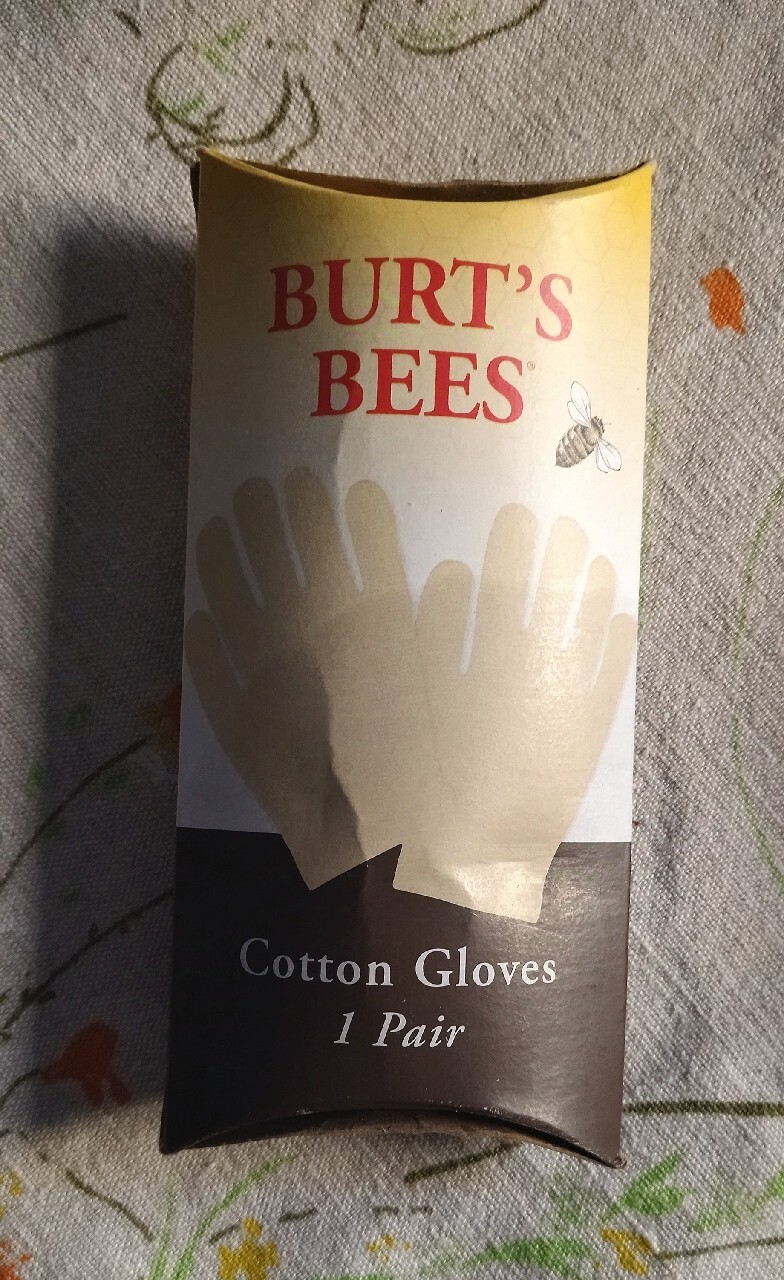 BURT'S
BEES®
Cotton Gloves
1 Pair